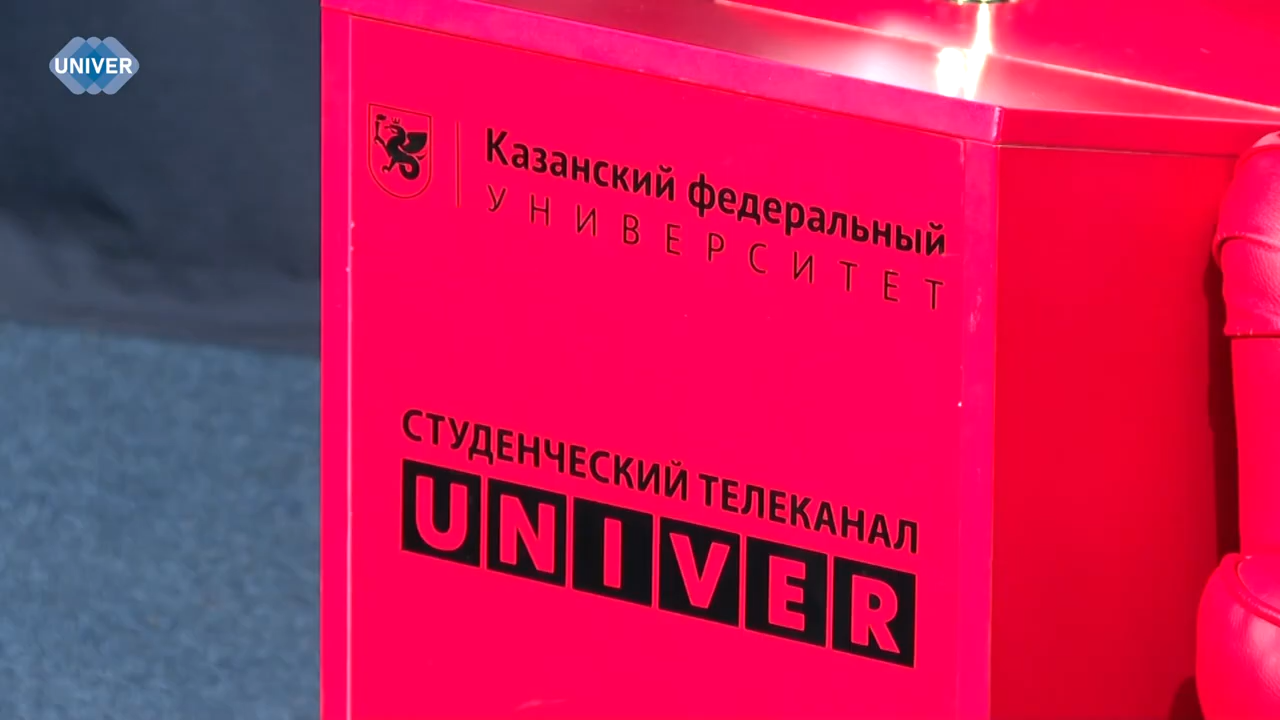 UNIVER
Казанский федеральный
УНИВЕРСИТЕТ
СТУДЕНЧЕСКИЙ ТЕЛЕКАНАЛ
UNIVER